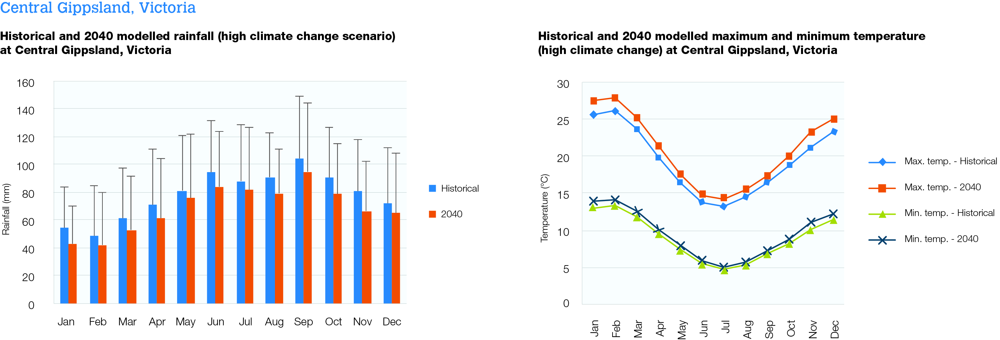 Central Gippsland, Victoria
Historical and 2040 modelled rainfall (high climate change scenario)
at Central Gippsland, Victoria
160
140
120
100
80
60
40
20
0
Rainfall (mm)
Jan Feb Mar Apr May Jun Jul Aug Sep Oct Nov Dec
Historical
2040
Historical and 2040 modelled maximum and minimum temperature
(high climate change) at Central Gippsland, Victoria
30
25
20
15
10
5
0
Temperature (°C)
Jan Feb Mar Apr May Jun Jul Aug Sep Oct Nov Dec
Max. temp. - Historical
Max. temp. - 2040
Min. temp. - Historical
Min. temp. - 2040